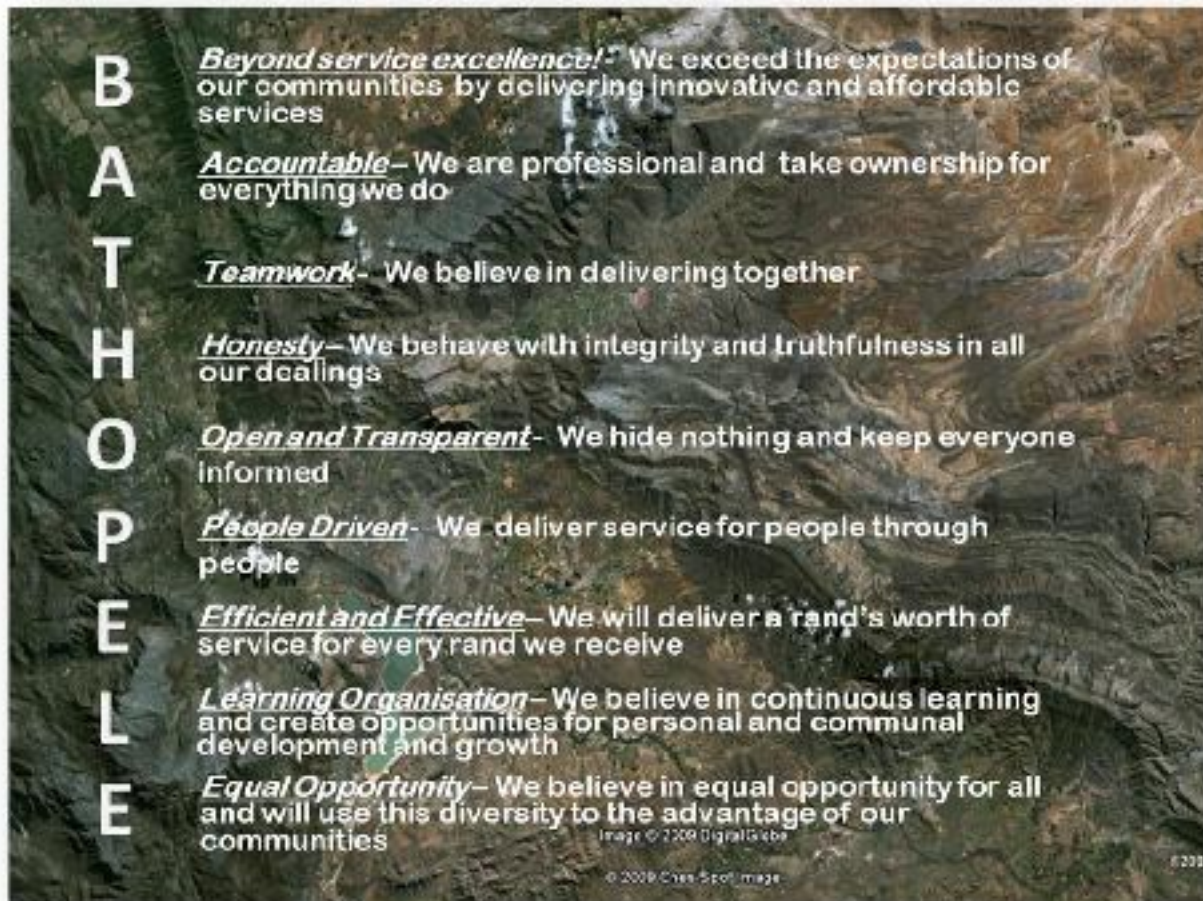 B
Beyond service excellence!- We exceed the expectations of
our communities by delivering innovative and affordable
services
A
Accountable– We are professional and take ownership for
everything we do
T
Teamwork- We believe in delivering together
H
Honesty– We behave with integrity and truthfulness in all
our dealings
O
Open and Transparent- We hide nothing and keep everyone
informed
P
People Driven- We deliver service for people through
people
E
Efficient and Effective– We will deliver a rand's worth of
service for every rand we receive
L
Learning Organisation– We believe in continuous learning
and create opportunities for personal and communal
development and growth
E
Equal Opportunity– We believe in equal opportunity for all
and will use this diversity to the advantage of our
communities
Image © 2009 DigitalGlobe
© 2009 Cnes/Spot Image